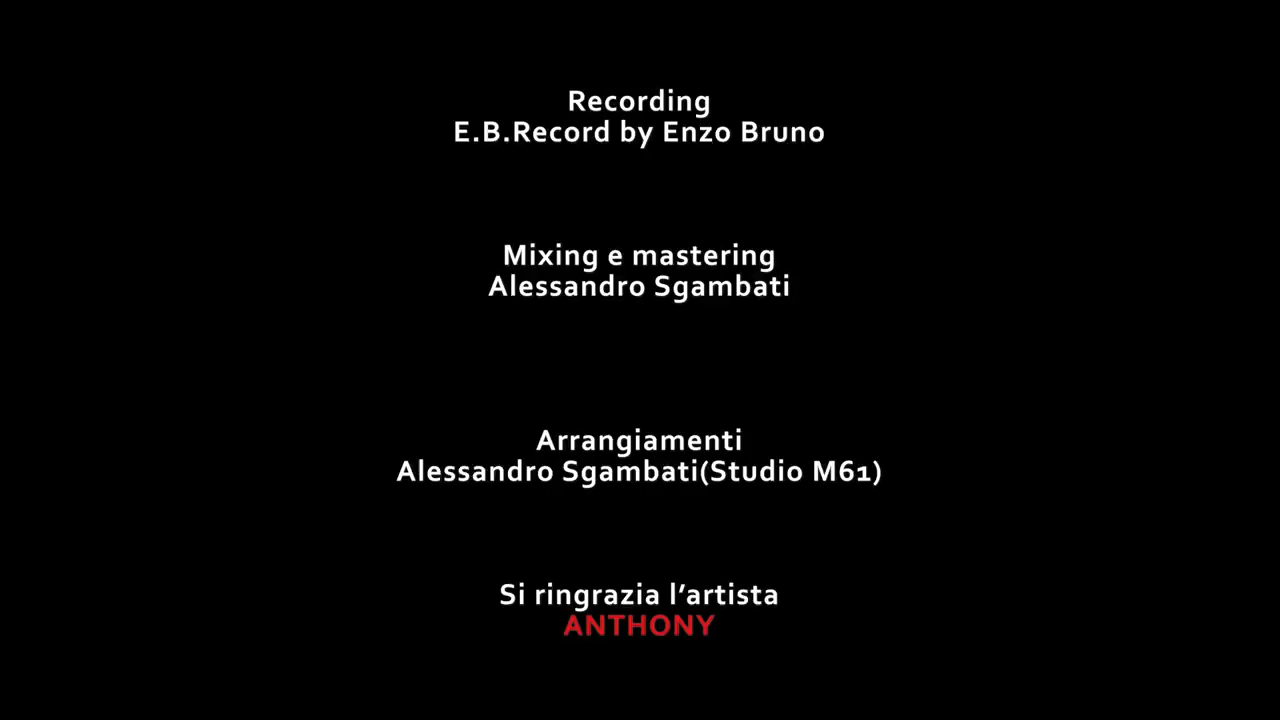 Recording
E.B.Record by Enzo Bruno
Mixing e mastering
Alessandro Sgambati
Arrangiamenti
Alessandro Sgambati(Studio M61)
Si ringrazia l’artista
ANTHONY